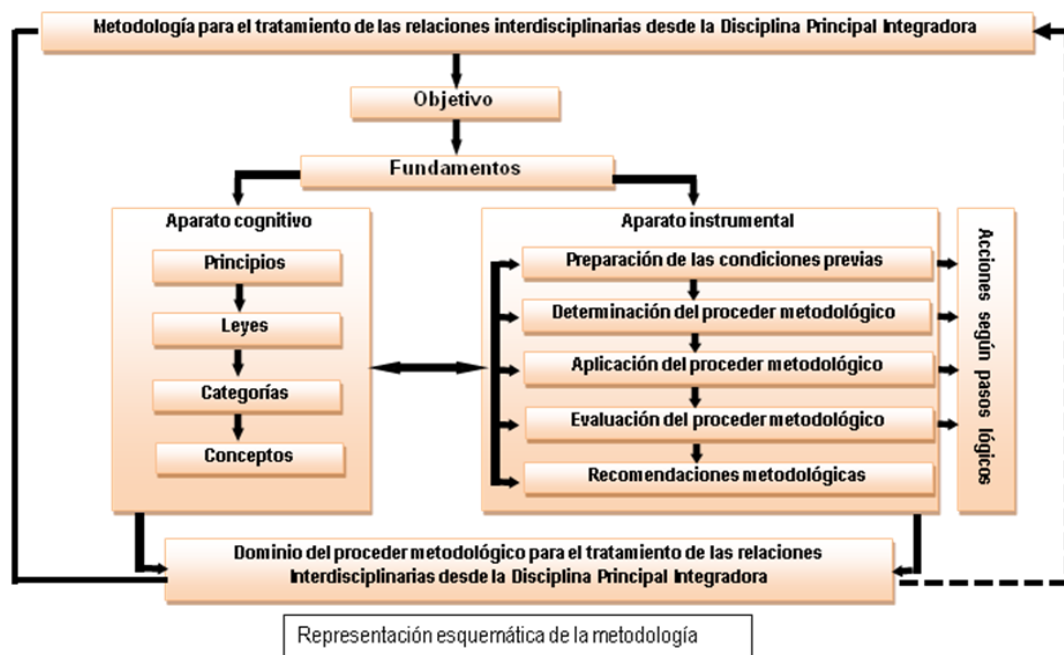 Metodología para el tratamiento de las relaciones interdisciplinarias desde la Disciplina Principal Integradora
Objetivo
Fundamentos
Aparato cognitivo
Principios
Leyes
Categorías
Conceptos
Aparato instrumental
Preparación de las condiciones previas
Determinación del proceder metodológico
Aplicación del proceder metodológico
Evaluación del proceder metodológico
Recomendaciones metodológicas
Acciones según pasos lógicos
Dominio del proceder metodológico para el tratamiento de las relaciones
Interdisciplinarias desde la Disciplina Principal Integradora
Representación esquemática de la metodología